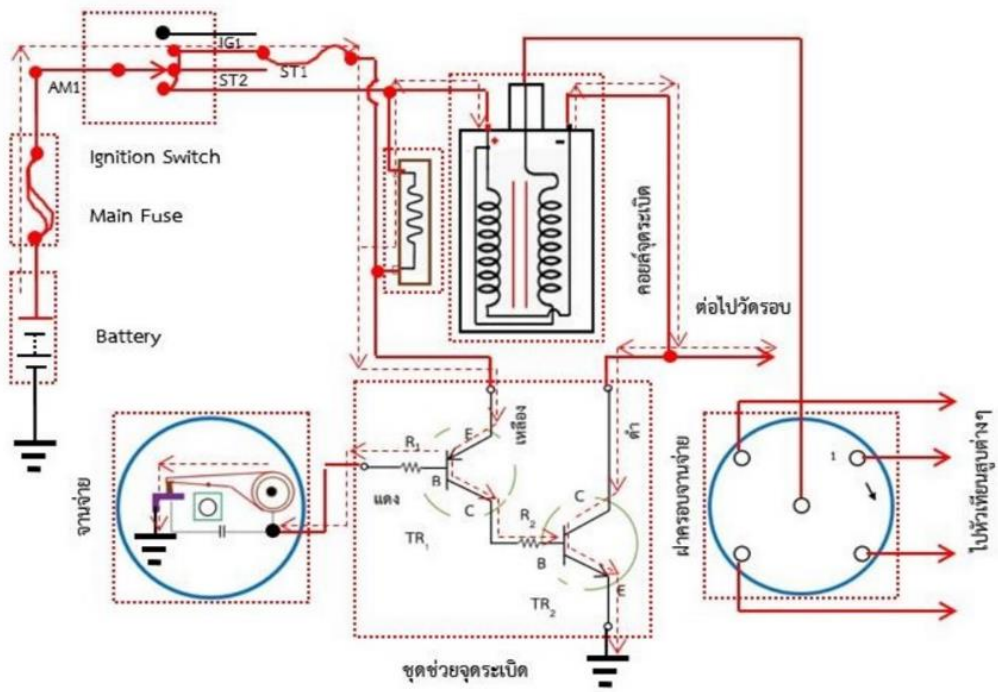 IG1
AM1
ST1
ST2
Ignition Switch
Main Fuse
Battery
+
-
คอยล์จุดระเบิด
ต่อไปวัดรอบ
จานจ่าย
R1
E
เหลือง
B
แดง
C
TR1
R2
C
ดำ
B
E
TR2
ชุดช่วยจุดระเบิด
ฝาครอบจานจ่าย
1
ไปหัวเทียนสูบต่างๆ